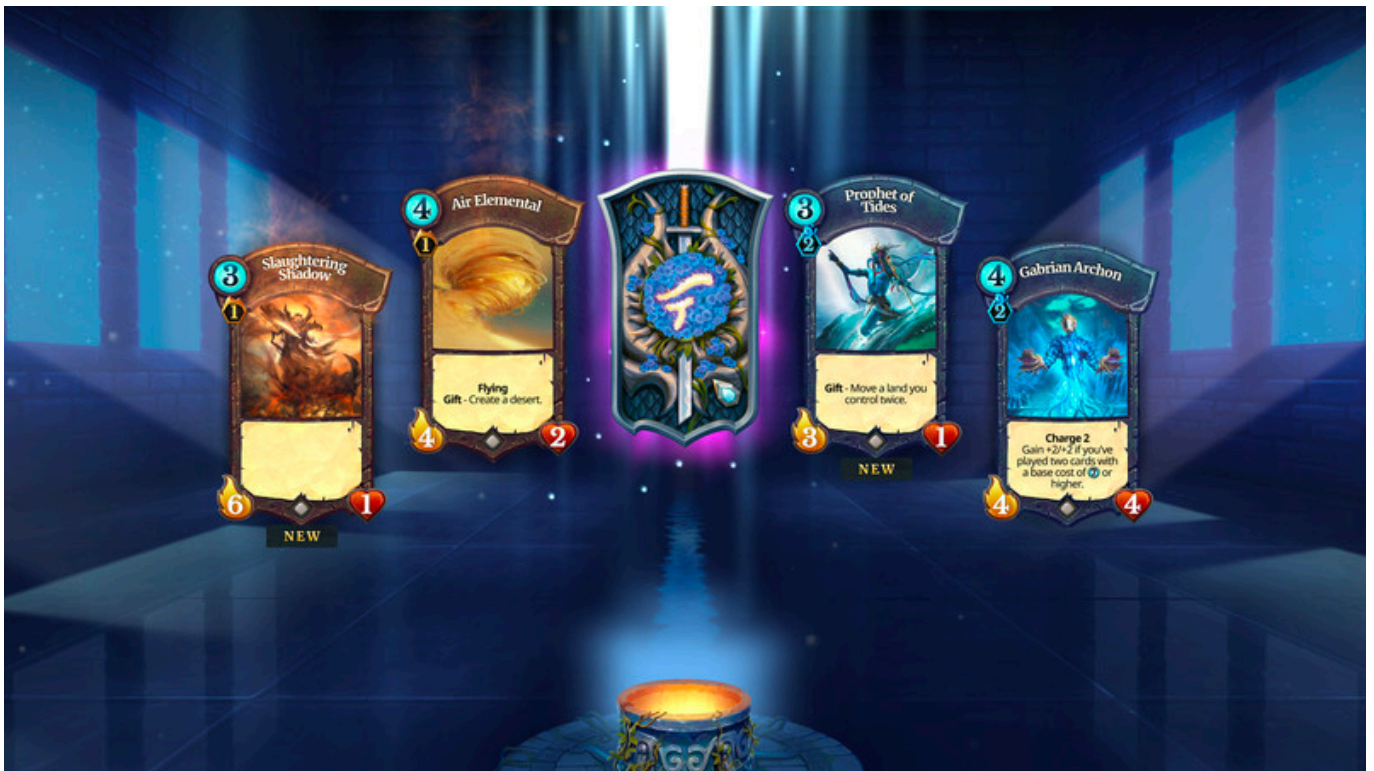 3
1
Slaughtering
Shadow
6
1
NEW
4
1
Air Elemental
Flying
Gift - Create a desert.
4
2
3
2
Prophet of
Tides
Gift - Move a land you
control twice.
3
1
NEW
4
2
Gabrian Archon
Charge 2
Gain +2/+2 if you've
played two cards with
a base cost of 7 or
higher.
4
4